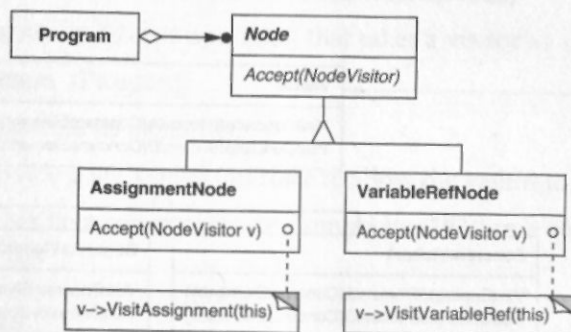 Program
Node
Accept(NodeVisitor)
AssignmentNode
Accept(NodeVisitor v)
VariableRefNode
Accept(NodeVisitor v)
v–>VisitAssignment(this)
v–>VisitVariableRef(this)